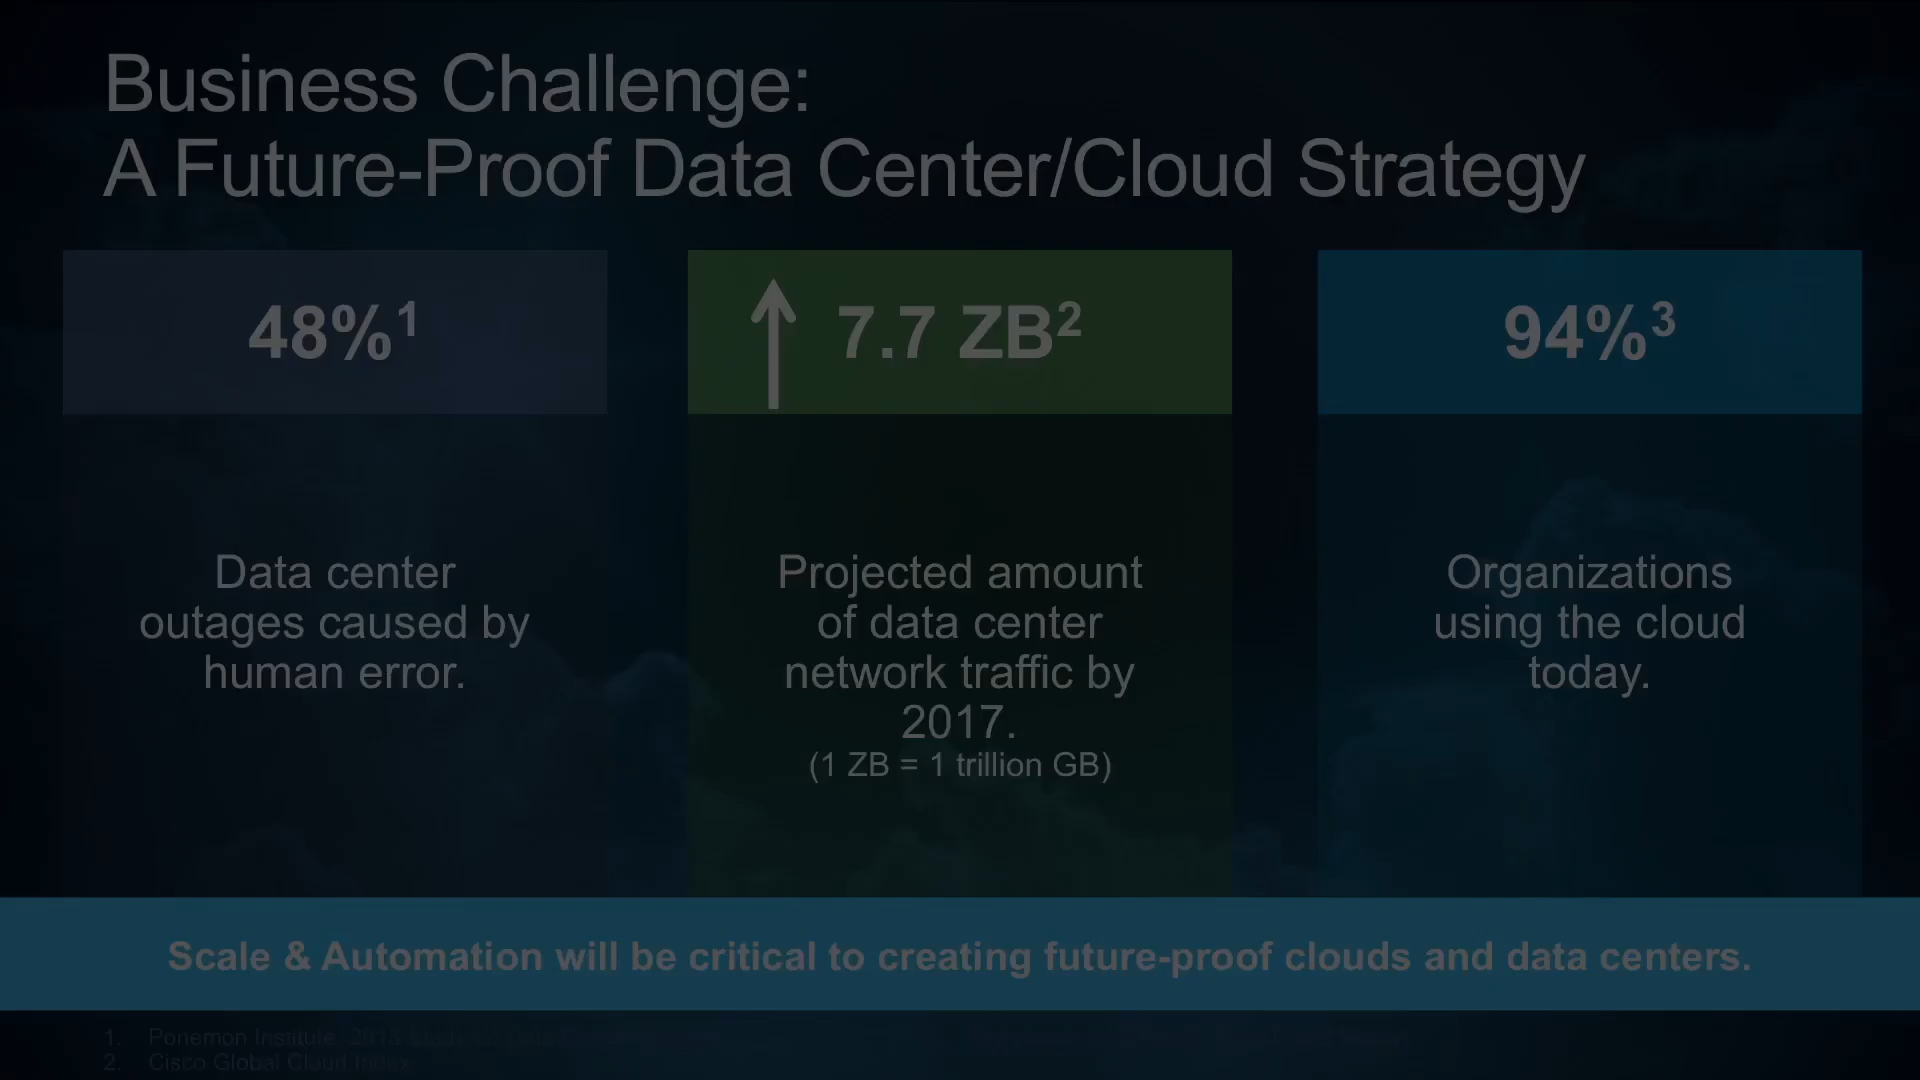 Business Challenge:
A Future-Proof Data Center/Cloud Strategy
48%1
7.7 ZB2
94%3
Data center
outages caused by
human error.
Projected amount
of data center
network traffic by
2017.
(1 ZB = 1 trillion GB)
Organizations
using the cloud
today.
Scale & Automation will be critical to creating future-proof clouds and data centers.
1. Ponemon Institute, 2013
2. Cisco Global Cloud Index